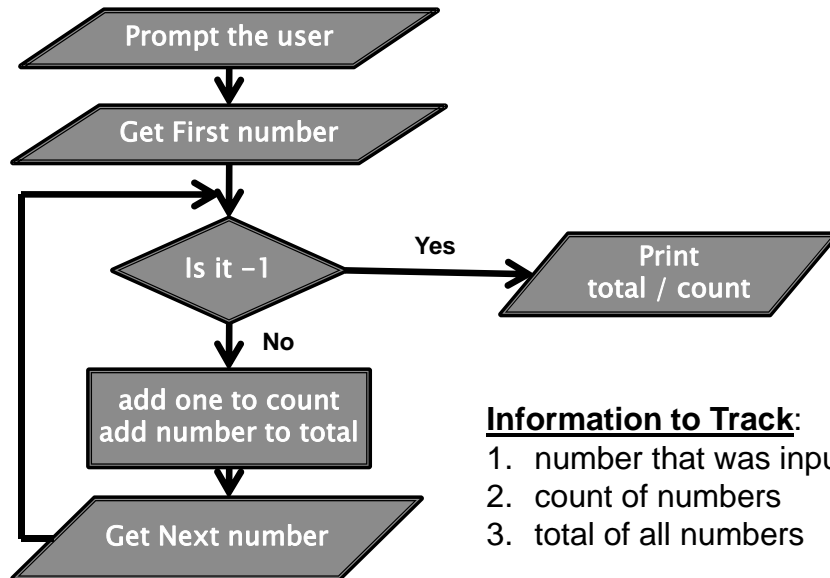 Prompt the user
Get First number
Is it -1
Yes
Print
total / count
No
add one to count
add number to total
Get Next number
Information to Track:
1. number that was
2. count of numbers
3. total of all numbers